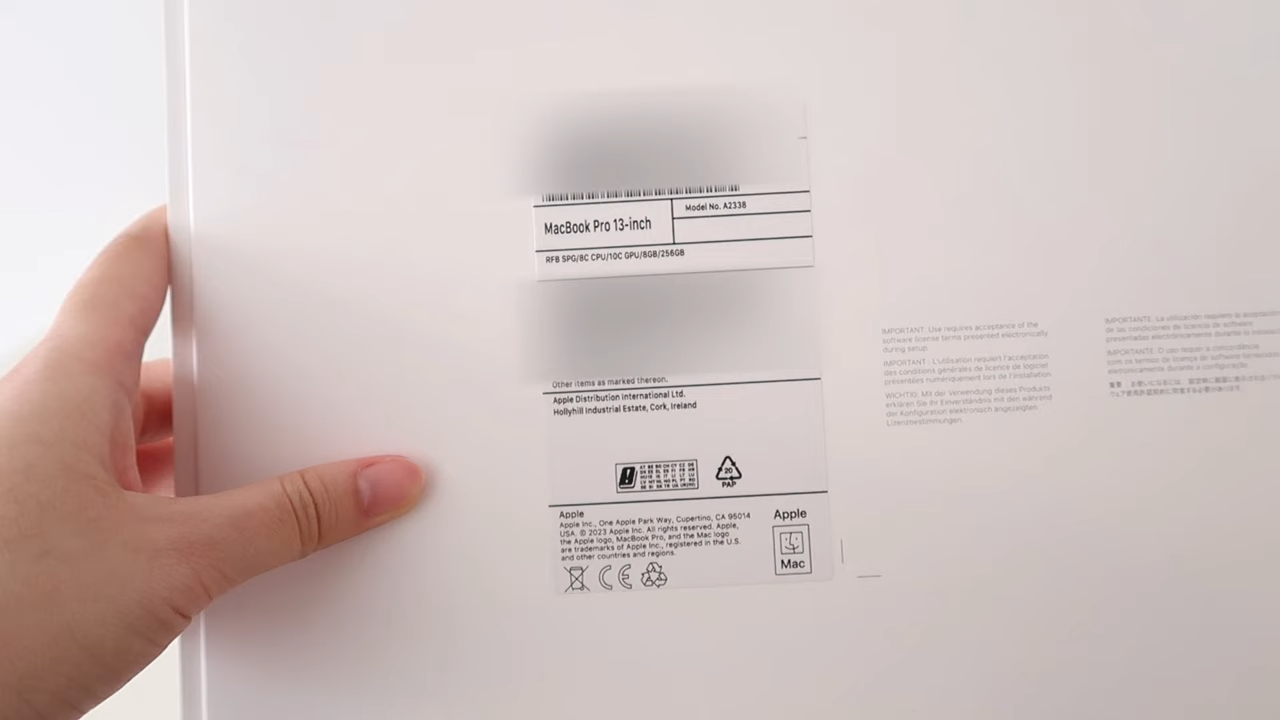 Model No. A2338
MacBook Pro 13-inch
RFB SPG/8C CPU/10C GPU/8GB/256GB
Other items as marked thereon.
Apple Distribution International Ltd.
Hollyhill Industrial Estate, Cork, Ireland
20
PAP
Apple
Apple Inc., One Apple Park Way, Cupertino, CA 95014
USA. © 2023 Apple Inc. All rights reserved. Apple,
the Apple logo, MacBook Pro, and the Mac logo
are trademarks of Apple Inc., registered in the U.S.
and other countries and regions.
CE
Apple
Mac
IMPORTANT: Use requires acceptance of the
software license terms presented electronically
during setup.
IMPORTANT : L'utilisation requiert l'acceptation
des conditions générales de licence de logiciel
présentées numériquement lors de l'installation.
WICHTIG: Mit der Verwendung dieses Produkts
erklären Sie Ihr Einverständnis mit den während
der Konfiguration elektronisch angezeigten
Lizenzbestimmungen.
IMPORTANTE: La utilización requiere la aceptación
de las condiciones de licencia de software
presentadas electrónicamente durante la
IMPORTANTE: O uso requer a concordância
com os termos de licença do software fornecidos
eletronicamente durante a configuração.